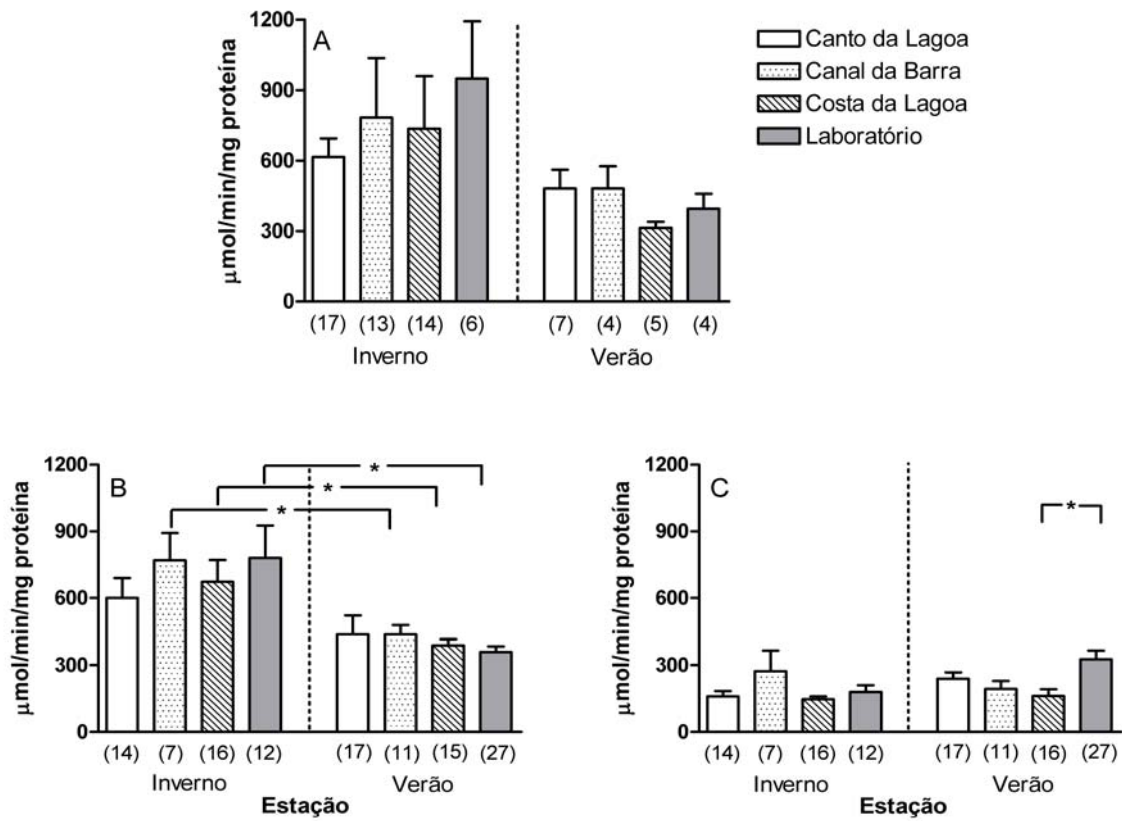 A
1200
900
600
300
0
µmol/min/mg proteína
(17) (13) (14) (6) (7) (4) (5) (4)
Inverno Verão
Canto da Lagoa
Canal da Barra
Costa da Lagoa
Laboratório
B
1200
900
600
300
0
µmol/min/mg proteína
*
*
*
(14) (7) (16) (12) (17) (11) (15) (27)
Inverno Verão
Estação
C
1200
900
600
300
0
µmol/min/mg proteína
*
(14) (7) (16) (12) (17) (11) (16) (27)
Inverno Verão
Estação